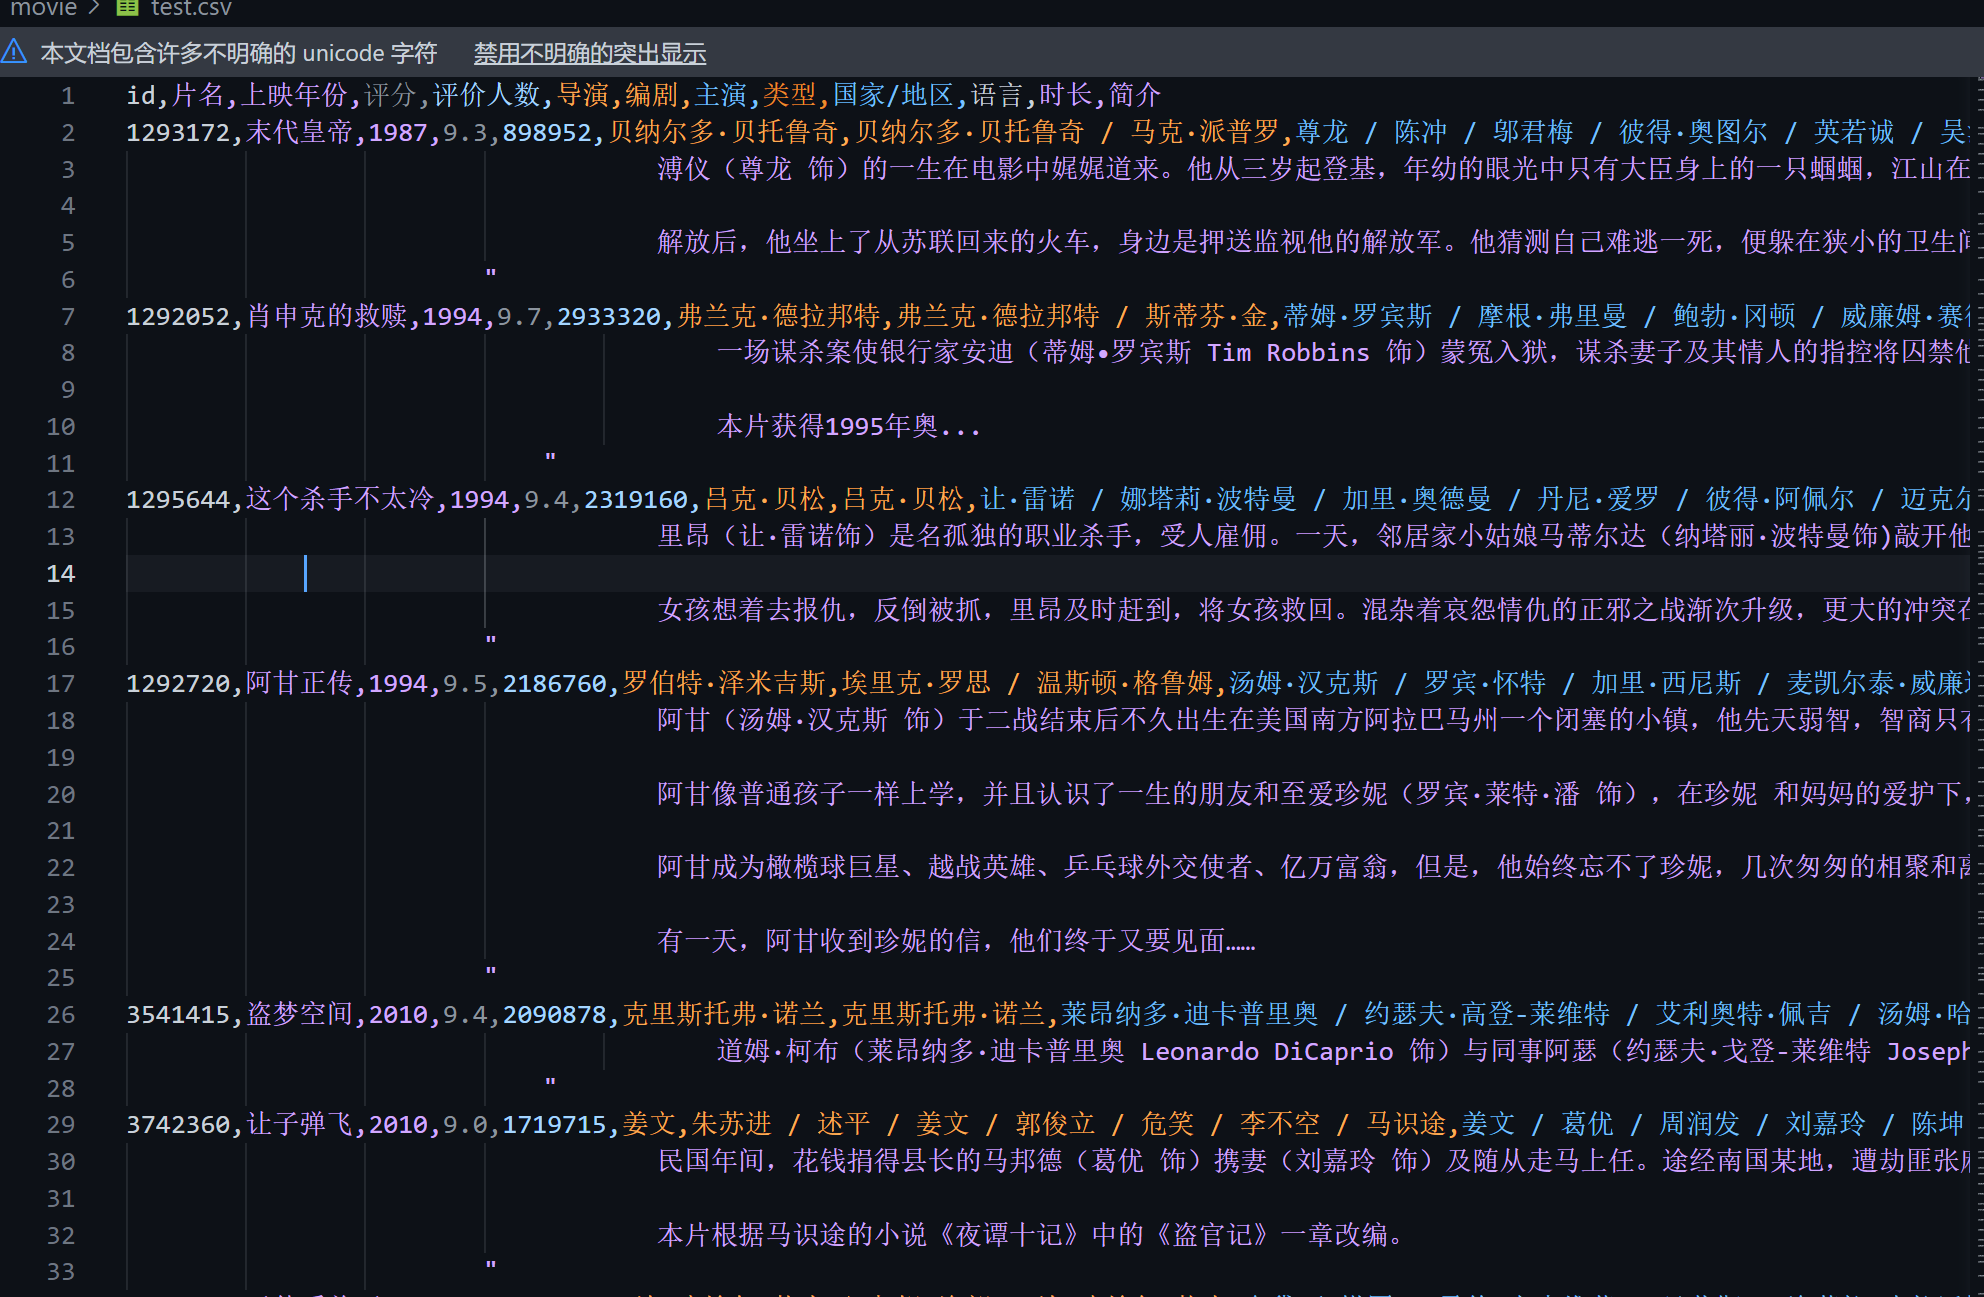 movie > test.csv
本文档包含许多不明确的 unicode 字符 禁用不明确的突出显示
1 id,片名,上映年份,评分,评价人数,导演,编剧,主演,类型,国家/地区,语言,时长,简介
2 1293172,末代皇帝,1987,9.3,898952,贝纳尔多·贝托鲁奇,贝纳尔多·贝托鲁奇 / 马克·派普罗,尊龙 / 陈冲 / 邬君梅 / 彼得·奥图尔 / 英若诚 / 吴
3 溥仪（尊龙 饰）的一生在电影中娓娓道来。他从三岁起登基，年幼的眼光中只有大臣身上的一只蝈蝈，江山在
4
5 解放后，他坐上了从苏联回来的火车，身边是押送监视他的解放军。他猜测自己难逃一死，便躲在狭小的卫生间
6 "
7 1292052,肖申克的救赎,1994,9.7,2933320,弗兰克·德拉邦特,弗兰克·德拉邦特 / 斯蒂芬·金,蒂姆·罗宾斯 / 摩根·弗里曼 / 鲍勃·冈顿 / 威廉姆·赛德
8 一场谋杀案使银行家安迪（蒂姆•罗宾斯 Tim Robbins 饰）蒙冤入狱，谋杀妻子及其情人的指控将囚禁他
9
10 本片获得1995年奥...
11 "
12 1295644,这个杀手不太冷,1994,9.4,2319160,吕克·贝松,吕克·贝松,让·雷诺 / 娜塔莉·波特曼 / 加里·奥德曼 / 丹尼·爱罗 / 彼得·阿佩尔 / 迈克尔
13 里昂（让·雷诺饰）是名孤独的职业杀手，受人雇佣。一天，邻居家小姑娘马蒂尔达（纳塔丽·波特曼饰)敲开他
14
15 女孩想着去报仇，反倒被抓，里昂及时赶到，将女孩救回。混杂着哀怨情仇的正邪之战渐次升级，更大的冲突在
16 "
17 1292720,阿甘正传,1994,9.5,2186760,罗伯特·泽米吉斯,埃里克·罗思 / 温斯顿·格鲁姆,汤姆·汉克斯 / 罗宾·怀特 / 加里·西尼斯 / 麦凯尔泰·威廉
18 阿甘（汤姆·汉克斯 饰）于二战结束后不久出生在美国南方阿拉巴马州一个闭塞的小镇，他先天弱智，智商只有
19
20 阿甘像普通孩子一样上学，并且认识了一生的朋友和至爱珍妮（罗宾·莱特·潘 饰），在珍妮 和妈妈的爱护下，
21
22 阿甘成为橄榄球巨星、越战英雄、乒乓球外交使者、亿万富翁，但是，他始终忘不了珍妮，几次匆匆的相聚和离
23
24 有一天，阿甘收到珍妮的信，他们终于又要见面……
25 "
26 3541415,盗梦空间,2010,9.4,2090878,克里斯托弗·诺兰,克里斯托弗·诺兰,莱昂纳多·迪卡普里奥 / 约瑟夫·高登-莱维特 / 艾利奥特·佩吉 / 汤姆·哈
27 道姆·柯布（莱昂纳多·迪卡普里奥 Leonardo DiCaprio 饰）与同事阿瑟（约瑟夫·戈登-莱维特 Joseph
28 "
29 3742360,让子弹飞,2010,9.0,1719715,姜文,朱苏进 / 述平 / 姜文 / 郭俊立 / 危笑 / 李不空 / 马识途,姜文 / 葛优 / 周润发 / 刘嘉玲 / 陈坤
30 民国年间，花钱捐得县长的马邦德（葛优 饰）携妻（刘嘉玲 饰）及随从走马上任。途经南国某地，遭劫匪张麻
31
32 本片根据马识途的小说《夜谭十记》中的《盗官记》一章改编。
33 "